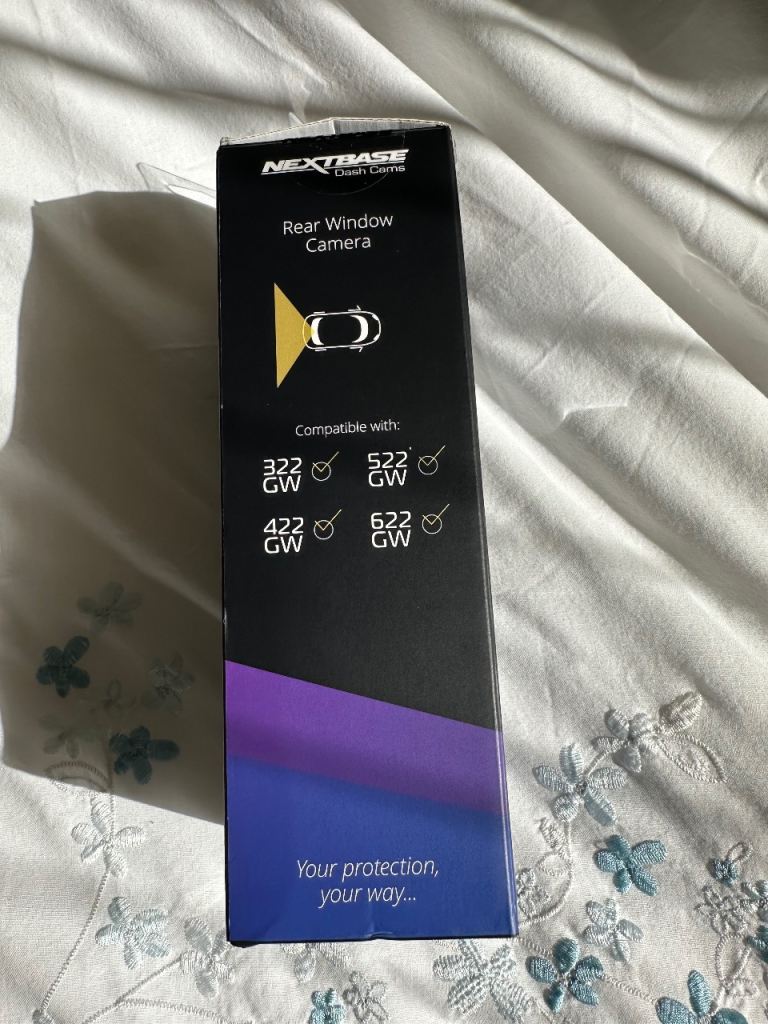 NEXTBASE
Dash Cams
Rear Window
Camera
Compatible with:
322 GW
522 GW
422 GW
622 GW
Your protection,
your way...